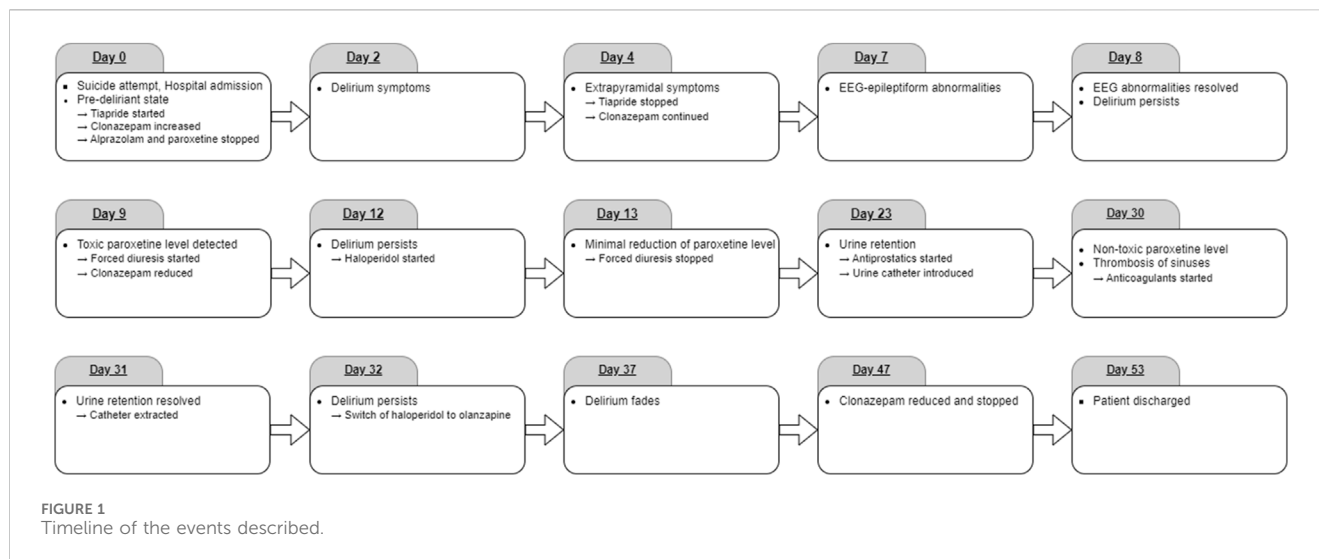 Day 0
▪ Suicide attempt, Hospital admission
• Pre-deliriant state
→ Tiapride started
→ Clonazepam increased
→ Alprazolam and paroxetine stopped
Day 2
• Delirium symptoms
Day 4
• Extrapyramidal symptoms
→ Tiapride stopped
→ Clonazepam continued
Day 7
• EEG-epileptiform abnormalities
Day 8
• EEG abnormalities resolved
• Delirium persists
Day 9
• Toxic paroxetine level detected
→ Forced diuresis started
→ Clonazepam reduced
Day 12
• Delirium persists
→ Haloperidol started
Day 13
• Minimal reduction of paroxetine level
→ Forced diuresis stopped
Day 23
• Urine retention
→ Antiprostatics started
→ Urine catheter introduced
Day 30
• Non-toxic paroxetine level
• Thrombosis of sinuses
→ Anticoagulants started
Day 31
• Urine retention resolved
→ Catheter extracted
Day 32
• Delirium persists
→ Switch of haloperidol to olanzapine
Day 37
• Delirium fades
Day 47
• Clonazepam reduced and stopped
Day 53
▪ Patient discharged
FIGURE 1
Timeline of the events described.